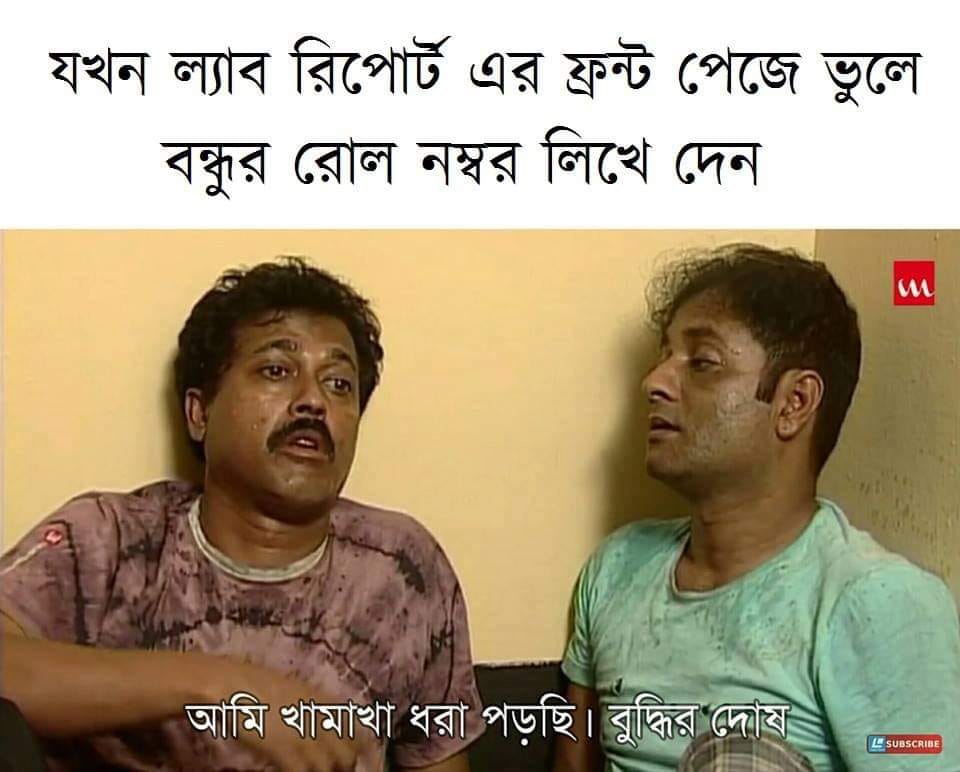 যখন ল্যাব রিপোর্ট এর ফ্রন্ট পেজে ভুলে
বন্ধুর রোল নম্বর লিখে দেন
আমি খামাখা ধরা পড়ছি। বুদ্ধির দোষ
SUBSCRIBE